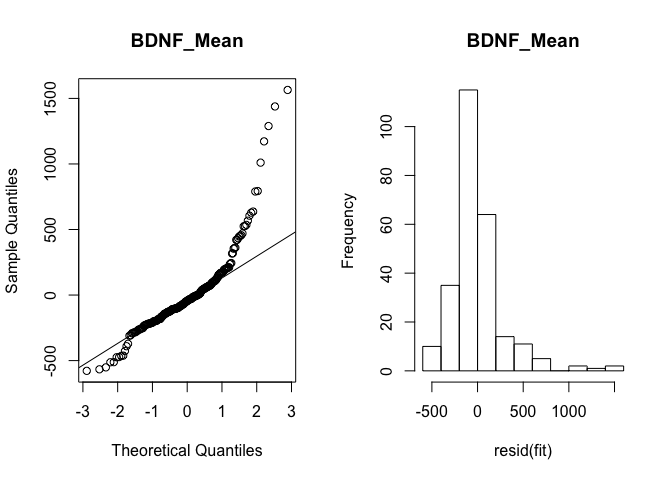 BDNF_Mean
Sample Quantiles
1500
1000
500
0
-500
-3 -2 -1 0 1 2 3
Theoretical Quantiles
BDNF_Mean
Frequency
100
80
60
40
20
0
-500 0 500 1000
resid(fit)